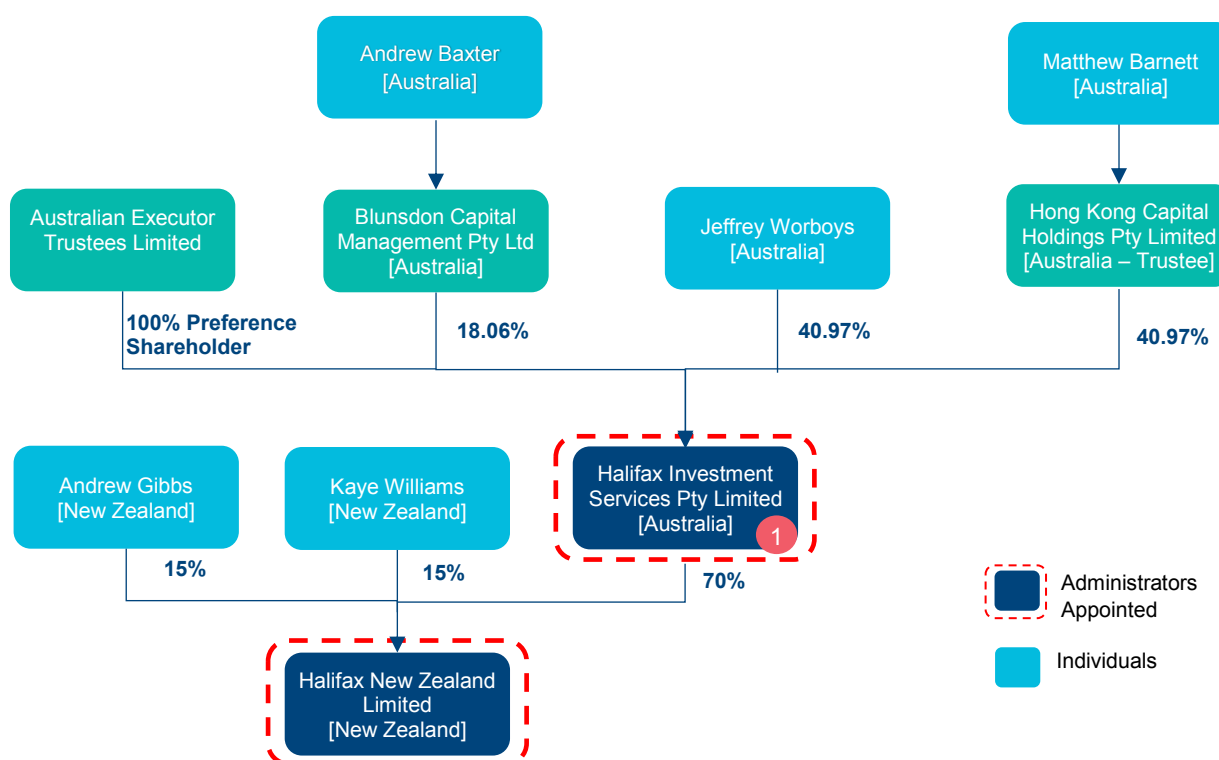 Andrew Baxter
[Australia]
Matthew Barnett
[Australia]
Australian Executor
Trustees Limited
Blunsdon Capital
Management Pty Ltd
[Australia]
Jeffrey Worboys
[Australia]
Hong Kong Capital
Holdings Pty Limited
[Australia – Trustee]
100% Preference
Shareholder
18.06%
40.97%
40.97%
Andrew Gibbs
[New Zealand]
Kaye Williams
[New Zealand]
Halifax Investment
Services Pty Limited
[Australia]
1
15%
15%
70%
Administrators
Appointed
Individuals
Halifax New Zealand
Limited
[New Zealand]